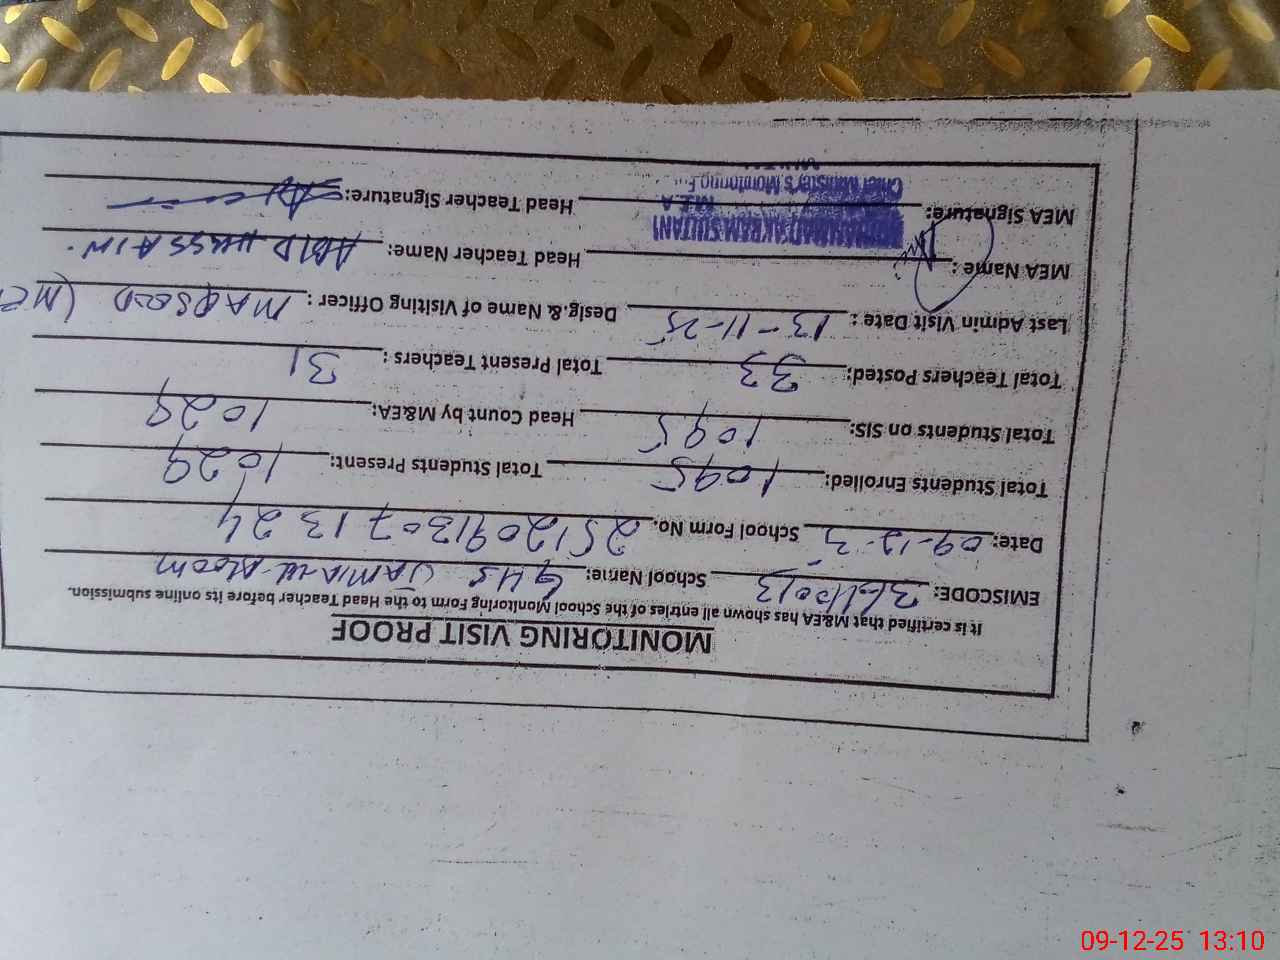 MONITORING VISIT PROOF
It is certified that M&EA has shown all entries of the School Monitoring Form to the Head Teacher before its online submission.
EMISCODE: School Name: GHS JAMIA-UL-ALOOM
Date: 09-12- School Form No. 2512091307 1324
Total Students Enrolled: 1095 Total Students Present: 1029
Total Students on SIS: 1095 Head Count by M&EA: 1029
Total Teachers Posted: 33 Total Present Teachers : 31
Last Admin Visit Date : 13-11-25 Desig.& Name of Visiting Officer : MAQSOOD
MEA Name : Head Teacher Name: ABID HUSSAIN.
MUHAMMAD AKRAM SULTANI
MEA Signature: Head Teacher Signature:
MEA
Chief Minister's Monitoring F
09-12-25 13:10